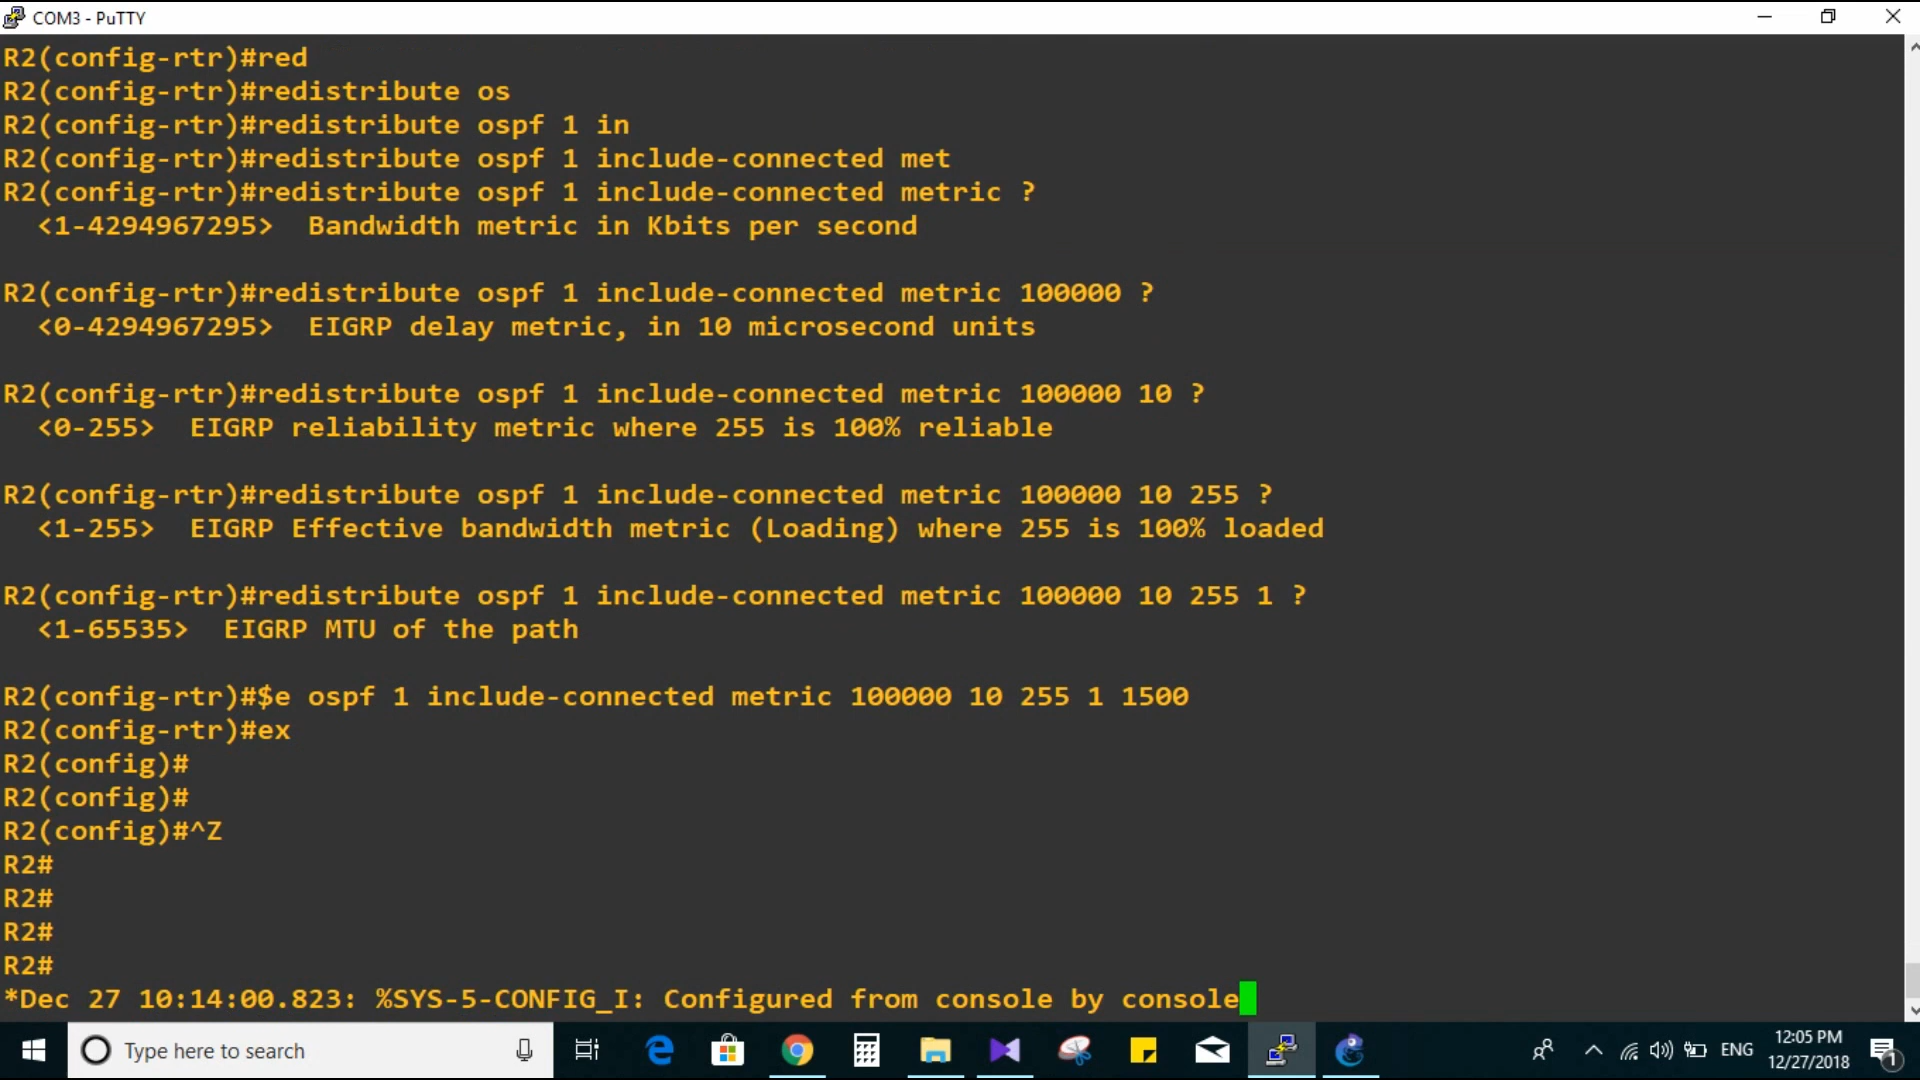 COM3 - PuTTY
R2(config-rtr)#red
R2(config-rtr)#redistribute os
R2(config-rtr)#redistribute ospf 1 in
R2(config-rtr)#redistribute ospf 1 include-connected met
R2(config-rtr)#redistribute ospf 1 include-connected metric ?
<1-4294967295>  Bandwidth metric in Kbits per second
R2(config-rtr)#redistribute ospf 1 include-connected metric 100000 ?
<0-4294967295>  EIGRP delay metric, in 10 microsecond units
R2(config-rtr)#redistribute ospf 1 include-connected metric 100000 10 ?
<0-255>  EIGRP reliability metric where 255 is 100% reliable
R2(config-rtr)#redistribute ospf 1 include-connected metric 100000 10 255 ?
<1-255>  EIGRP Effective bandwidth metric (Loading) where 255 is 100% loaded
R2(config-rtr)#redistribute ospf 1 include-connected metric 100000 10 255 1 ?
<1-65535>  EIGRP MTU of the path
R2(config-rtr)#$e ospf 1 include-connected metric 100000 10 255 1 1500
R2(config-rtr)#ex
R2(config)#
R2(config)#
R2(config)#^Z
R2#
R2#
R2#
R2#
*Dec 27 10:14:00.823: %SYS-5-CONFIG_I: Configured from console by console
Type here to search
ENG
12:05 PM
12/27/2018
1